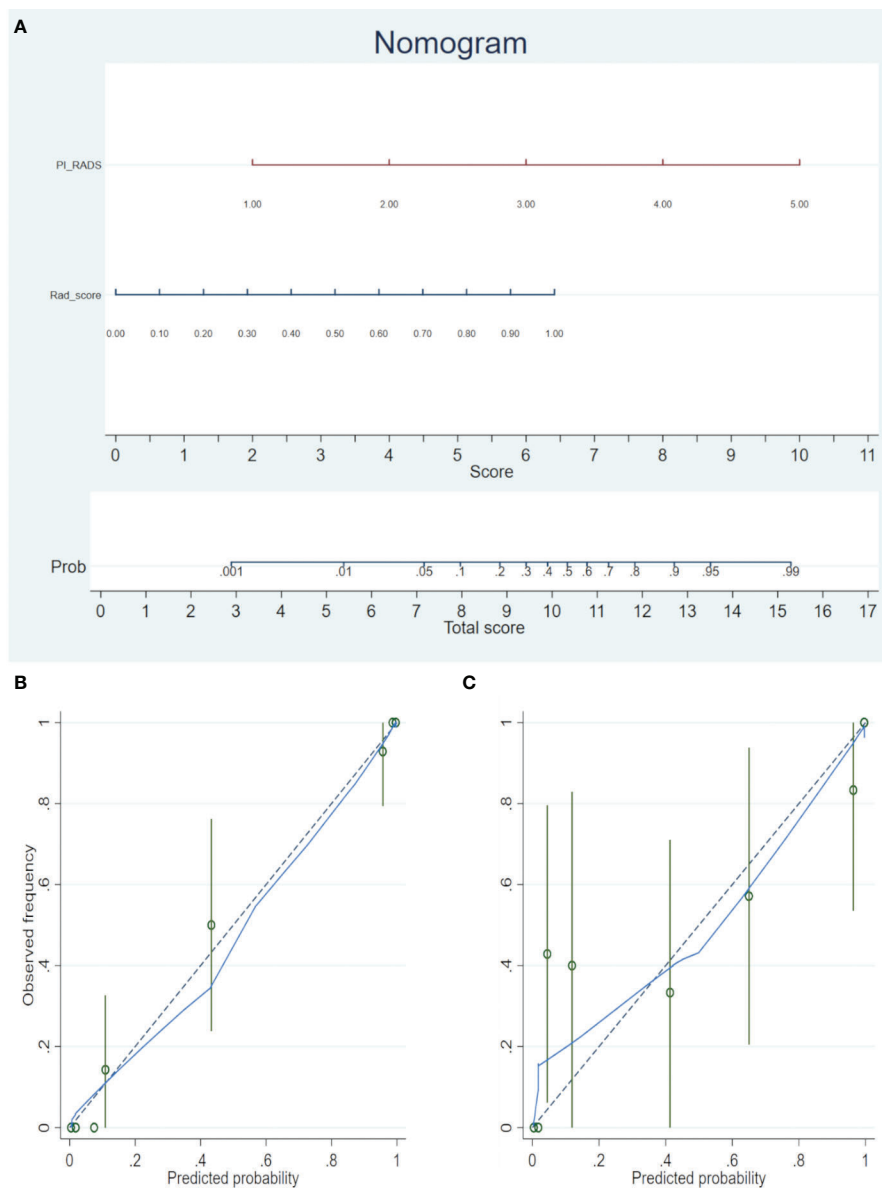 A
Nomogram
PI_RADS
1.00 2.00 3.00 4.00 5.00
Rad_score
0.00 0.10 0.20 0.30 0.40 0.50 0.60 0.70 0.80 0.90 1.00
0 1 2 3 4 5 6 7 8 9 10 11
Score
Prob
.001 .01 .05 .1 .2 .3 .4 .5 .6 .7 .8 .9 .95 .99
0 1 2 3 4 5 6 7 8 9 10 11 12 13 14 15 16 17
Total score
B
Observed frequency
1
.8
.6
.4
.2
0
0 .2 .4 .6 .8 1
Predicted probability
C
1
.8
.6
.4
.2
0
0 .2 .4 .6 .8 1
Predicted probability